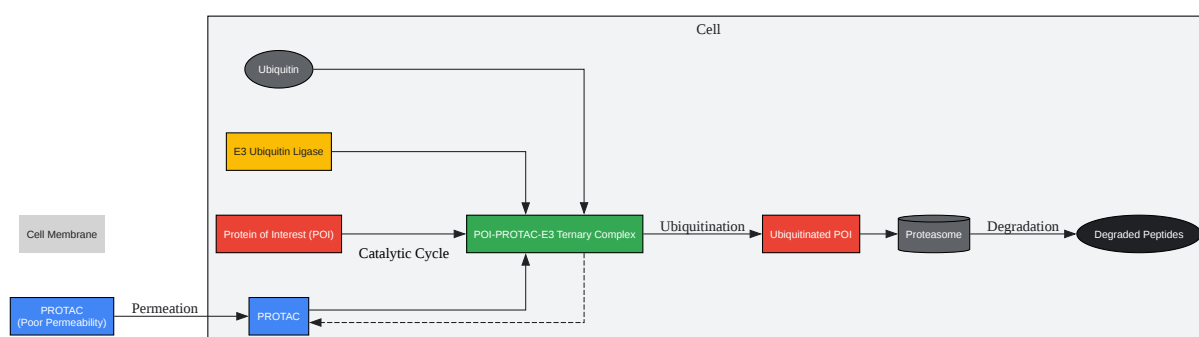 Cell
Ubiquitin
E3 Ubiquitin Ligase
Cell Membrane
Protein of Interest (POI)
Catalytic Cycle
POI-PROTAC-E3 Ternary Complex
Ubiquitination
Ubiquitinated POI
Proteasome
Degradation
Degraded Peptides
PROTAC
(Poor Permeability)
Permeation
PROTAC